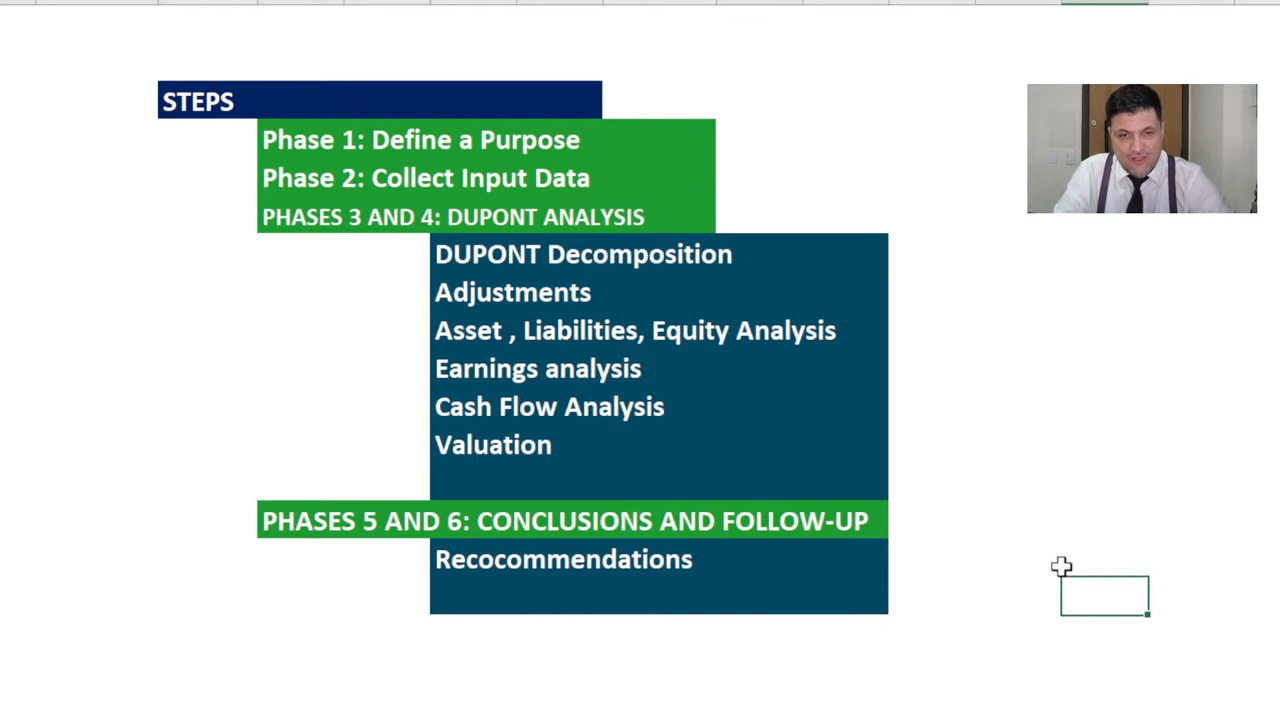 STEPS
Phase 1: Define a Purpose
Phase 2: Collect Input Data
PHASES 3 AND 4: DUPONT ANALYSIS
DUPONT Decomposition
Adjustments
Asset , Liabilities, Equity Analysis
Earnings analysis
Cash Flow Analysis
Valuation
PHASES 5 AND 6: CONCLUSIONS AND FOLLOW-UP
Recocommendations